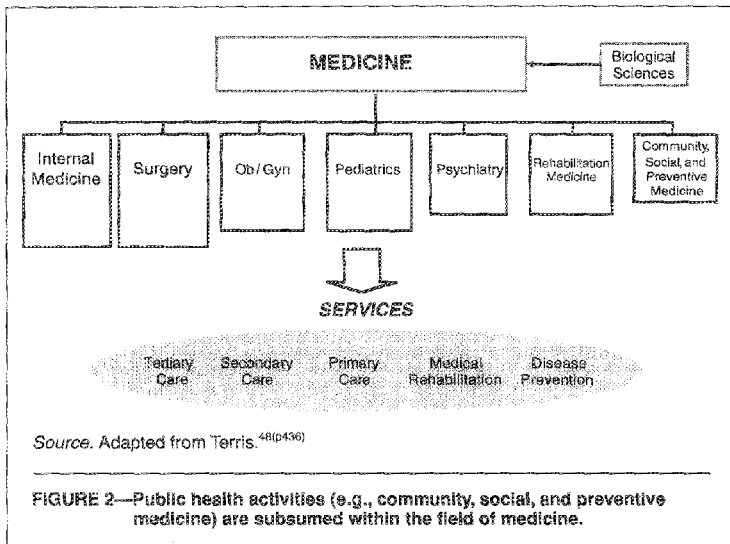 MEDICINE
Biological
Sciences
Internal
Medicine
Surgery
Ob/Gyn
Pediatrics
Psychiatry
Rehabilitation
Medicine
Community,
Social, and
Preventive
Medicine
SERVICES
Tertiary
Care
Secondary
Care
Primary
Care
Medical
Rehabilitation
Disease
Prevention
Source. Adapted from Terris.48(p436)
FIGURE 2—Public health activities (e.g., community, social, and preventive
medicine) are subsumed within the field of medicine.